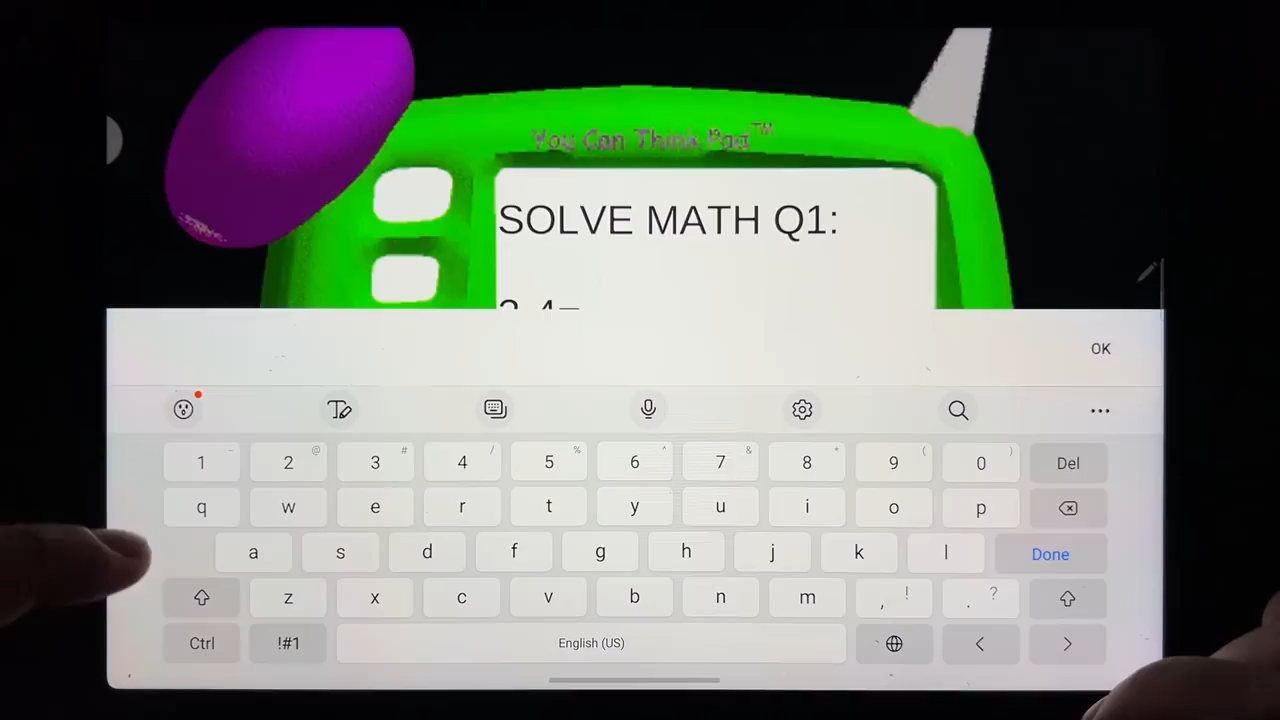 You Can Think Pad™
SOLVE MATH Q1:
OK
1 2 3 4 5 6 7 8 9 0 Del
q w e r t y u i o p
a s d f g h j k l Done
z x c v b n m , ! . ?
Ctrl !#1 English (US) < >